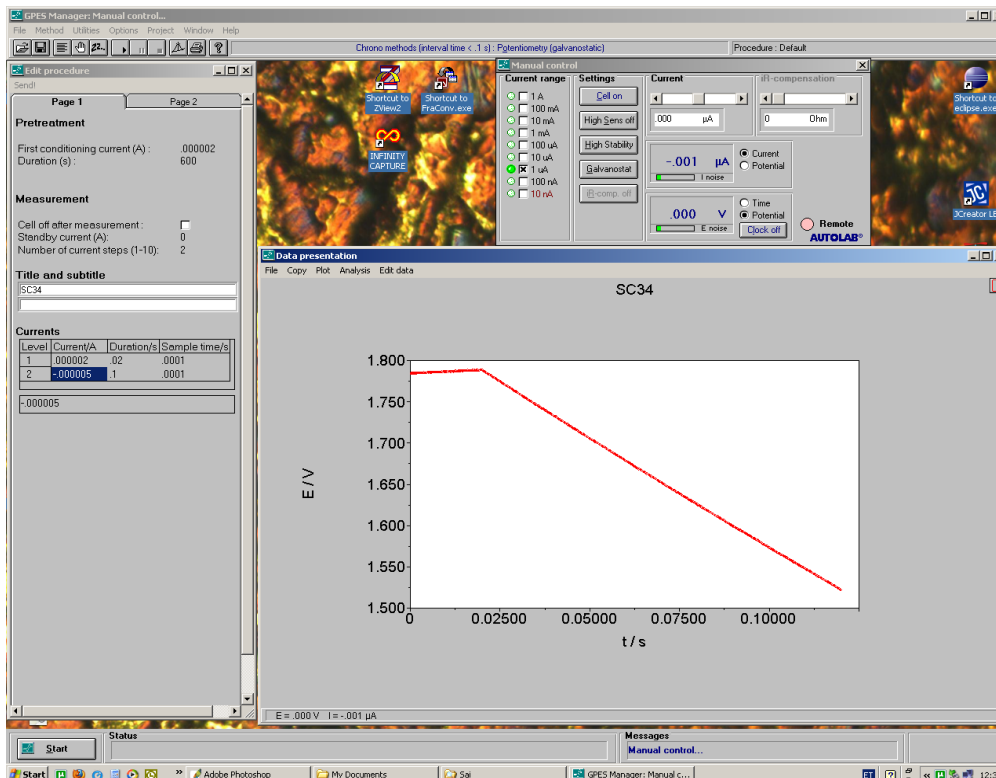 GPES Manager: Manual control...
File Method Utilities Options Project Window Help
Chrono methods (interval time < .1 s) : Potentiometry (galvanostatic)
Procedure : Default
Edit procedure
Send!
Page 1
Page 2
Pretreatment
First conditioning current (A) : .000002
Duration (s) : 600
Measurement
Cell off after measurement :
Standby current (A): 0
Number of current steps (1-10): 2
Title and subtitle
SC34
Currents
Level Current/A Duration/s Sample time/s
1 .000002 .02 .0001
2 -.000005 .1 .0001
-.000005
Shortcut to ZView2
Shortcut to FraConv.exe
INFINITY CAPTURE
Manual control
Current range
1 A
100 mA
10 mA
1 mA
100 uA
10 uA
1 uA
100 nA
10 nA
Settings
Cell on
High Sens off
High Stability
Galvanostat
iR-comp. off
Current
.000 µA
iR-compensation
0 Ohm
-.001 µA
I noise
Current
Potential
.000 V
E noise
Time
Potential
Clock off
Remote
AUTOLAB®
Shortcut to eclipse.exe
JCreator LE
Data presentation
File Copy Plot Analysis Edit data
SC34
1.800
1.750
1.700
1.650
1.600
1.550
1.500
E / V
0 0.02500 0.05000 0.07500 0.10000
t / s
E = .000 V I = -.001 µA
Start
Status
Messages
Manual control...
Start
»
Adobe Photoshop
My Documents
Sai
GPES Manager: Manual c...
«